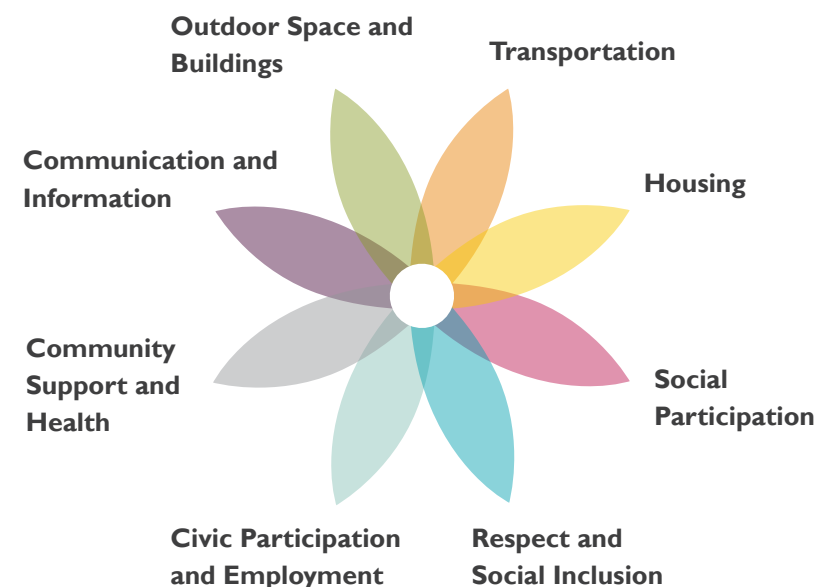 Outdoor Space and
Buildings
Transportation
Communication and
Information
Housing
Community
Support and
Health
Social
Participation
Civic Participation
and Employment
Respect and
Social Inclusion